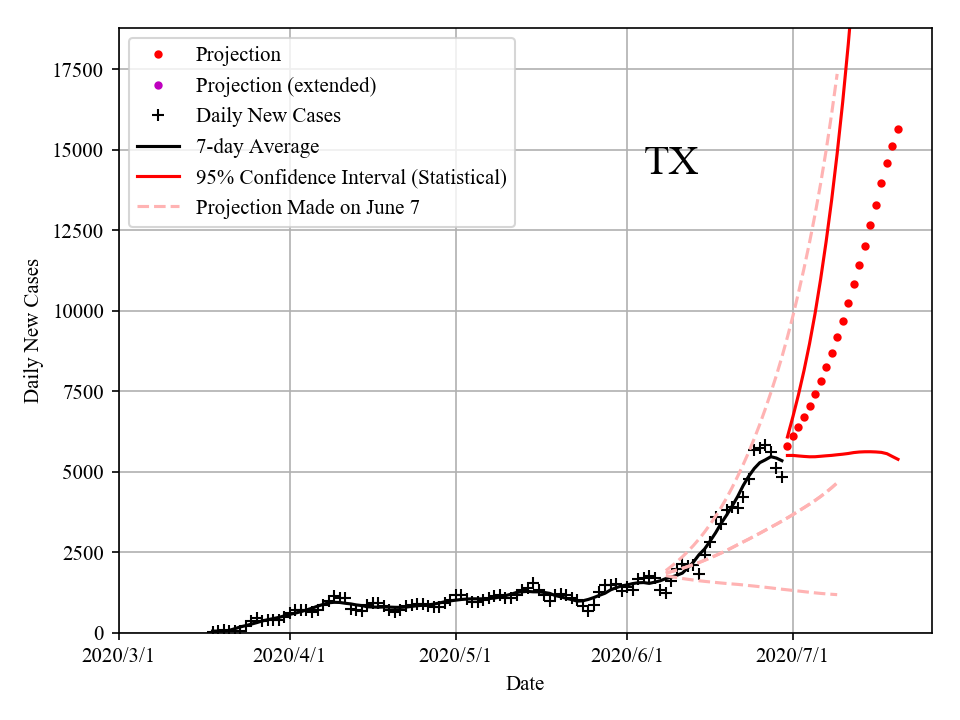 Projection
Projection (extended)
Daily New Cases
7-day Average
95% Confidence Interval (Statistical)
Projection Made on June 7
TX
17500
15000
12500
10000
7500
5000
2500
0
Daily New Cases
2020/3/1 2020/4/1 2020/5/1 2020/6/1 2020/7/1
Date